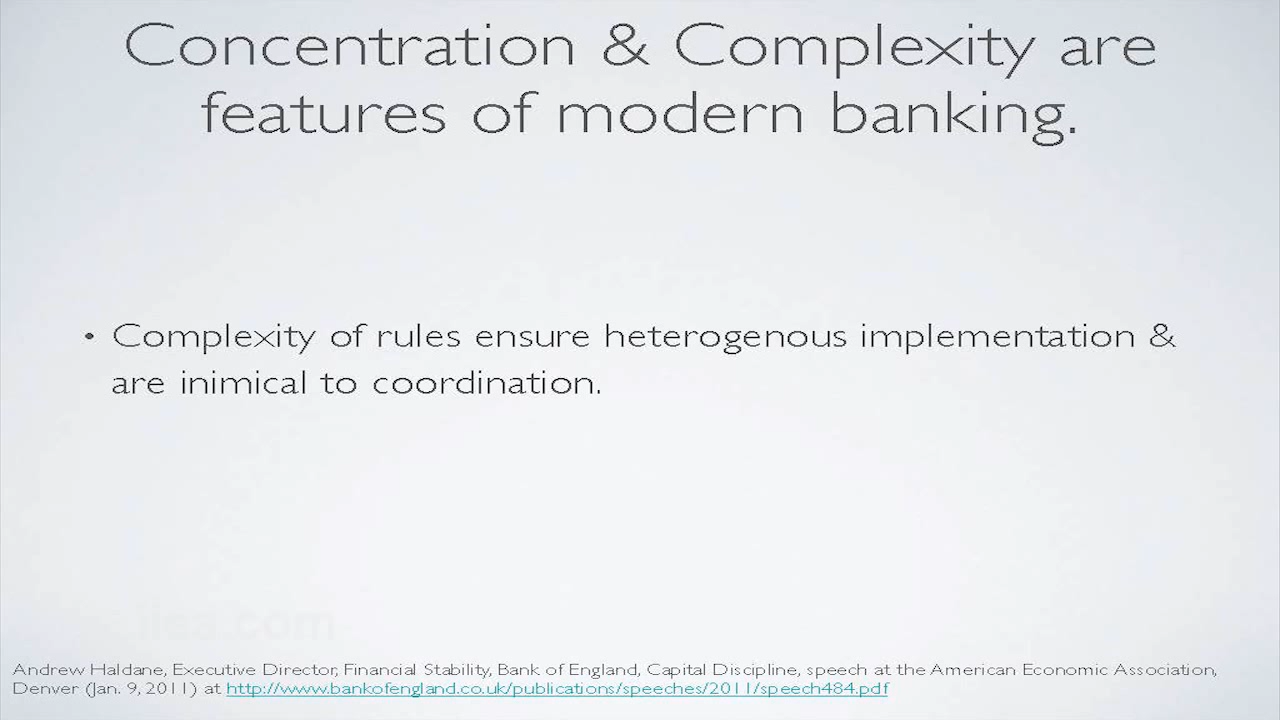 Concentration & Complexity are
features of modern banking.
• Complexity of rules ensure heterogenous implementation &
are inimical to coordination.
Andrew Haldane, Executive Director, Financial Stability, Bank of England, Capital Discipline, speech at the American Economic Association,
Denver (Jan. 9, 2011) at http://www.bankofengland.co.uk/publications/speeches/2011/speech484.pdf